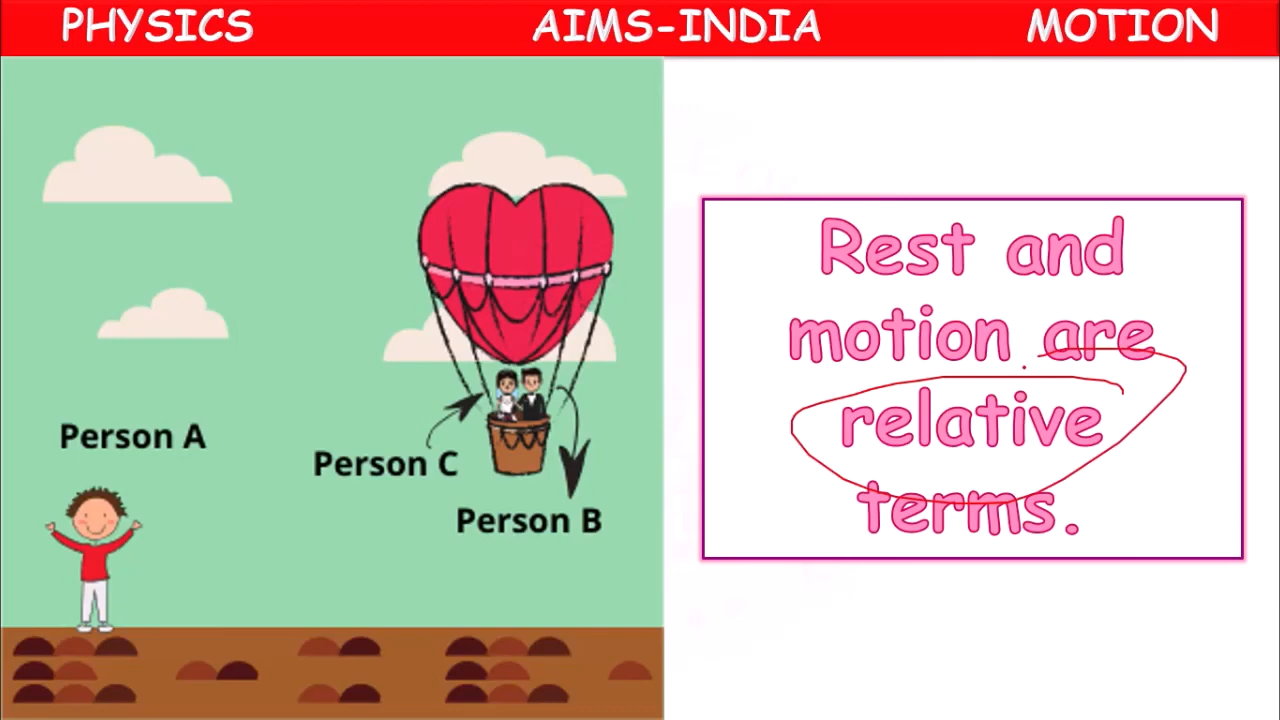 PHYSICS AIMS-INDIA MOTION
Person A
Person C
Person B
Rest and
motion are
relative
terms.